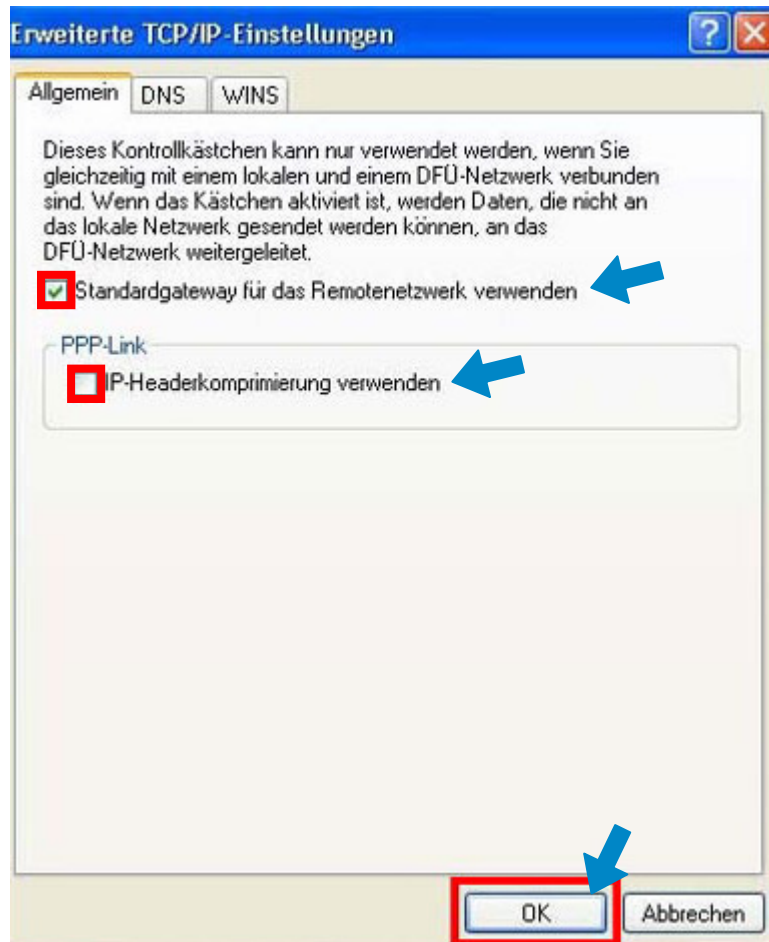 Erweiterte TCP/IP-Einstellungen
Allgemein DNS WINS
Dieses Kontrollkästchen kann nur verwendet werden, wenn Sie
gleichzeitig mit einem lokalen und einem DFÜ-Netzwerk verbunden
sind. Wenn das Kästchen aktiviert ist, werden Daten, die nicht an
das lokale Netzwerk gesendet werden können, an das
DFÜ-Netzwerk weitergeleitet.
Standardgateway für das Remotenetzwerk verwenden
PPP-Link
IP-Headerkomprimierung verwenden
OK Abbrechen